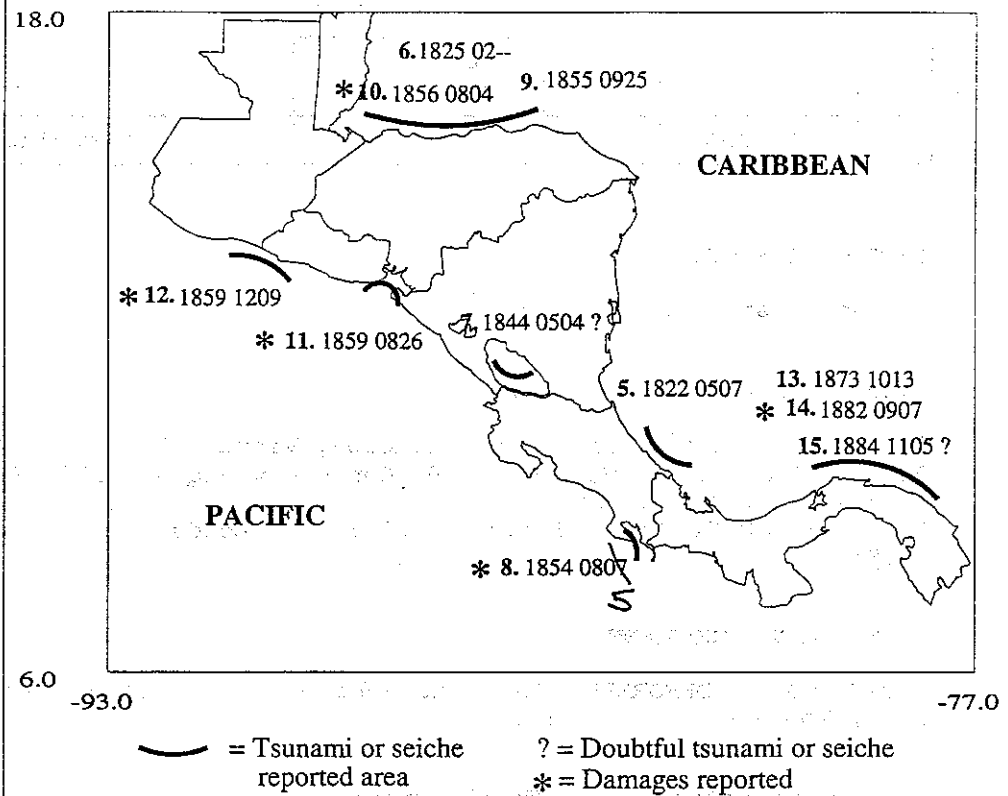 18.0
6. 1825 02--
* 10. 1856 0804
9. 1855 0925
CARIBBEAN
* 12. 1859 1209
* 11. 1859 0826
7. 1844 0504 ?
5. 1822 0507
13. 1873 1013
* 14. 1882 0907
15. 1884 1105 ?
PACIFIC
* 8. 1854 0807
5
6.0
-93.0
-77.0
= Tsunami or seiche
reported area
? = Doubtful tsunami or seiche
* = Damages reported